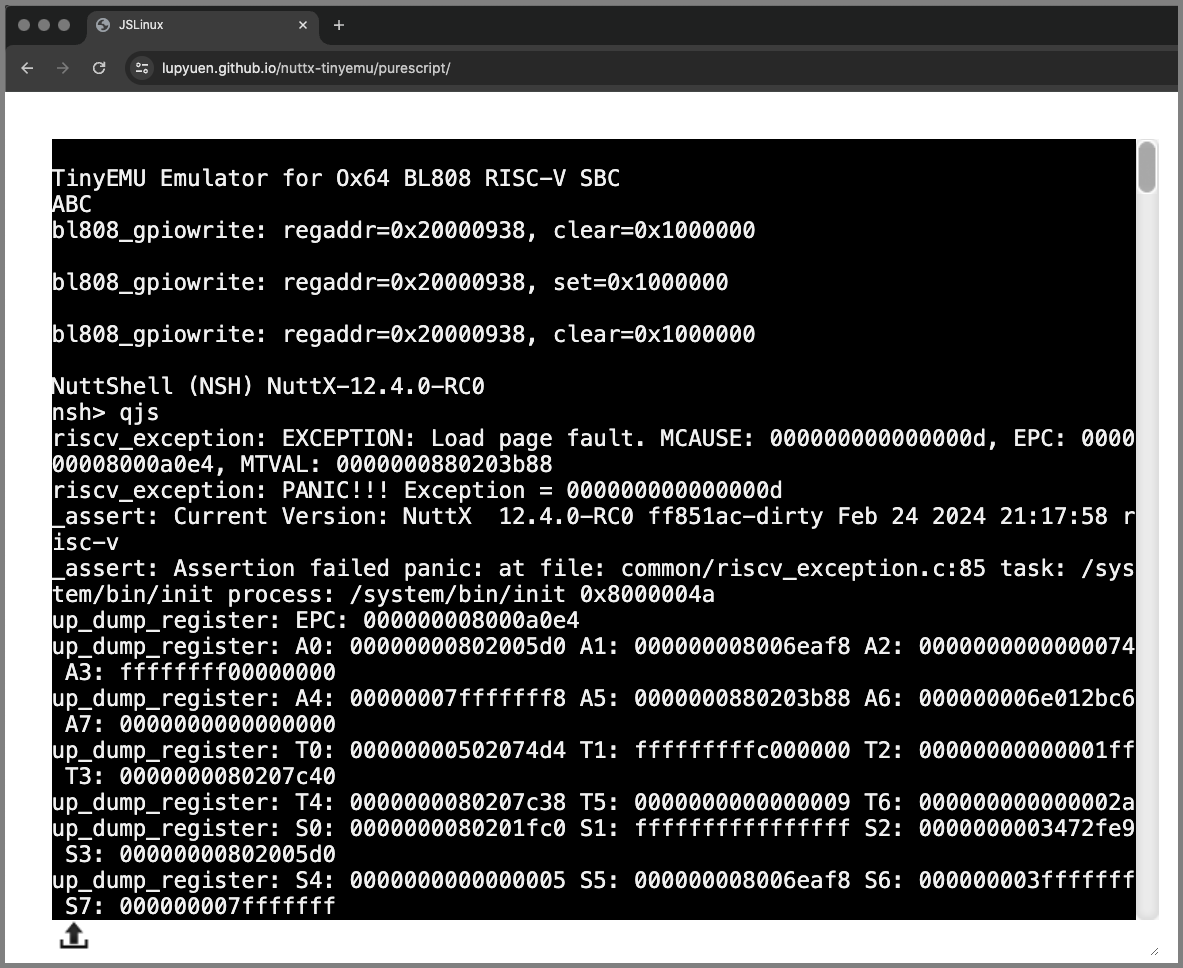 JSLinux
lupyuen.github.io/nuttx-tinyemu/purescript/
TinyEMU Emulator for Ox64 BL808 RISC-V SBC
ABC
bl808_gpiowrite: regaddr=0x20000938, clear=0x1000000
bl808_gpiowrite: regaddr=0x20000938, set=0x1000000
bl808_gpiowrite: regaddr=0x20000938, clear=0x1000000
NuttShell (NSH) NuttX-12.4.0-RC0
nsh> qjs
riscv_exception: EXCEPTION: Load page fault. MCAUSE: 000000000000000d, EPC: 0000
00008000a0e4, MTVAL: 0000000880203b88
riscv_exception: PANIC!!! Exception = 000000000000000d
_assert: Current Version: NuttX  12.4.0-RC0 ff851ac-dirty Feb 24 2024 21:17:58 r
isc-v
_assert: Assertion failed panic: at file: common/riscv_exception.c:85 task: /sys
tem/bin/init process: /system/bin/init 0x8000004a
up_dump_register: EPC: 000000008000a0e4
up_dump_register: A0: 00000000802005d0 A1: 000000008006eaf8 A2: 0000000000000074
 A3: ffffffff00000000
up_dump_register: A4: 00000007fffffff8 A5: 0000000880203b88 A6: 000000006e012bc6
 A7: 0000000000000000
up_dump_register: T0: 00000000502074d4 T1: fffffffffc000000 T2: 00000000000001ff
 T3: 0000000080207c40
up_dump_register: T4: 0000000080207c38 T5: 0000000000000009 T6: 000000000000002a
up_dump_register: S0: 0000000080201fc0 S1: ffffffffffffffff S2: 0000000003472fe9
 S3: 00000000802005d0
up_dump_register: S4: 0000000000000005 S5: 000000008006eaf8 S6: 000000003fffffff
 S7: 000000007fffffff